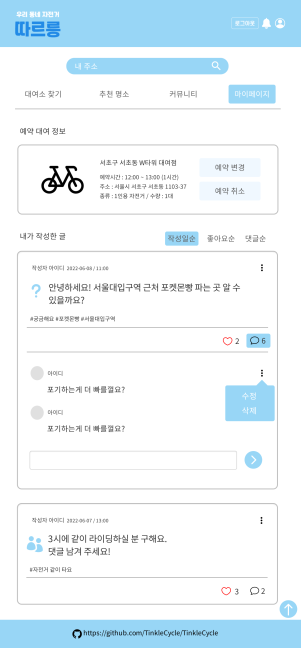 우리 동네 자전거
따르릉
로그아웃
내 주소
대여소 찾기 추천 명소 커뮤니티 마이페이지
예약 대여 정보
서초구 서초동 W타워 대여점
예약시간 : 12:00 ~ 13:00 (1시간)
주소 : 서울시 서초구 서초동 1103-37
종류 : 1인용 자전거 / 수량 : 1대
예약 변경
예약 취소
내가 작성한 글
작성일순 좋아요순 댓글순
작성자 아이디 2022-06-08 / 11:00
안녕하세요! 서울대입구역 근처 포켓몬빵 파는 곳 알 수
있을까요?
#궁금해요 #포켓몬빵 #서울대입구역
2 6
아이디
포기하는게 더 빠를껄요?
수정
삭제
아이디
포기하는게 더 빠를껄요?
작성자 아이디 2022-06-07 / 13:00
3시에 같이 라이딩하실 분 구해요.
댓글 남겨 주세요!
#자전거 같이 타요
3 2
https://github.com/TinkleCycle/TinkleCycle